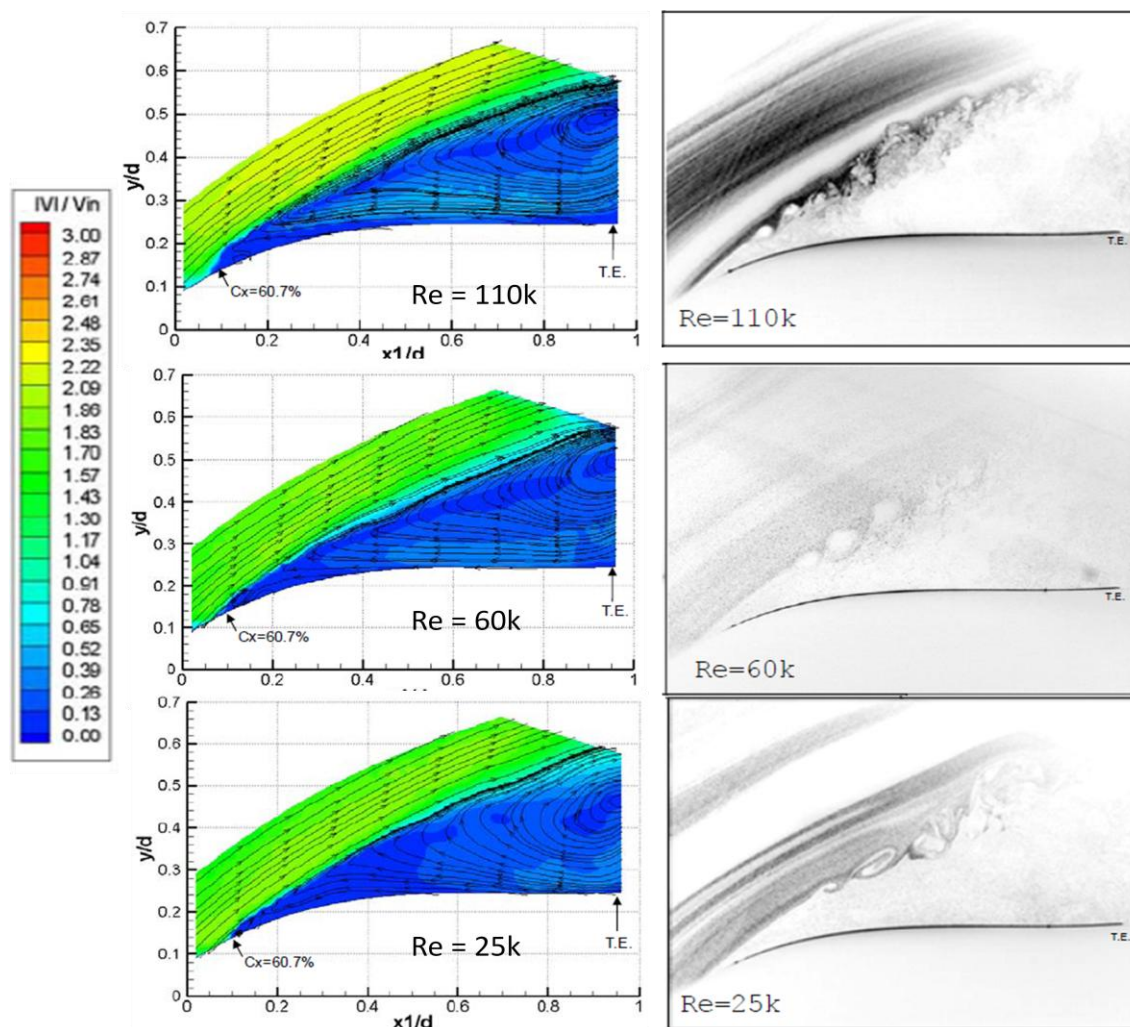 |V| / Vin
3.00
2.87
2.74
2.61
2.48
2.35
2.22
2.09
1.96
1.83
1.70
1.57
1.43
1.30
1.17
1.04
0.91
0.78
0.65
0.52
0.39
0.26
0.13
0.00
0.7
0.6
0.5
0.4
0.3
0.2
0.1
0
y/d
Cx=60.7%
T.E.
Re = 110k
0 0.2 0.4 0.6 0.8 1
x1/d
T.E.
Re=110k
0.7
0.6
0.5
0.4
0.3
0.2
0.1
0
y/d
Cx=60.7%
T.E.
Re = 60k
0 0.2 0.4 0.6 0.8 1
T.E.
Re=60k
0.7
0.6
0.5
0.4
0.3
0.2
0.1
0
y/d
Cx=60.7%
T.E.
Re = 25k
0 0.2 0.4 0.6 0.8 1
x1/d
T.E.
Re=25k